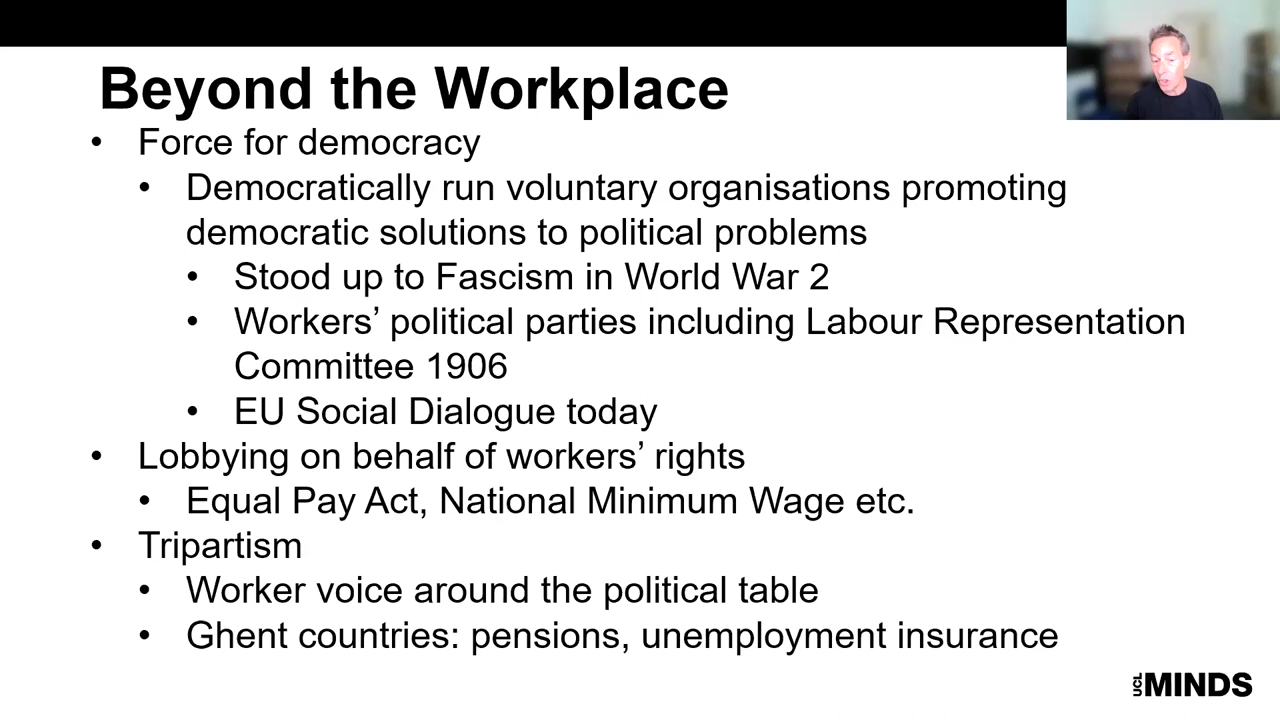 Beyond the Workplace
• Force for democracy
• Democratically run voluntary organisations promoting
democratic solutions to political problems
• Stood up to Fascism in World War 2
• Workers’ political parties including Labour Representation
Committee 1906
• EU Social Dialogue today
• Lobbying on behalf of workers’ rights
• Equal Pay Act, National Minimum Wage etc.
• Tripartism
• Worker voice around the political table
• Ghent countries: pensions, unemployment insurance
UCL MINDS